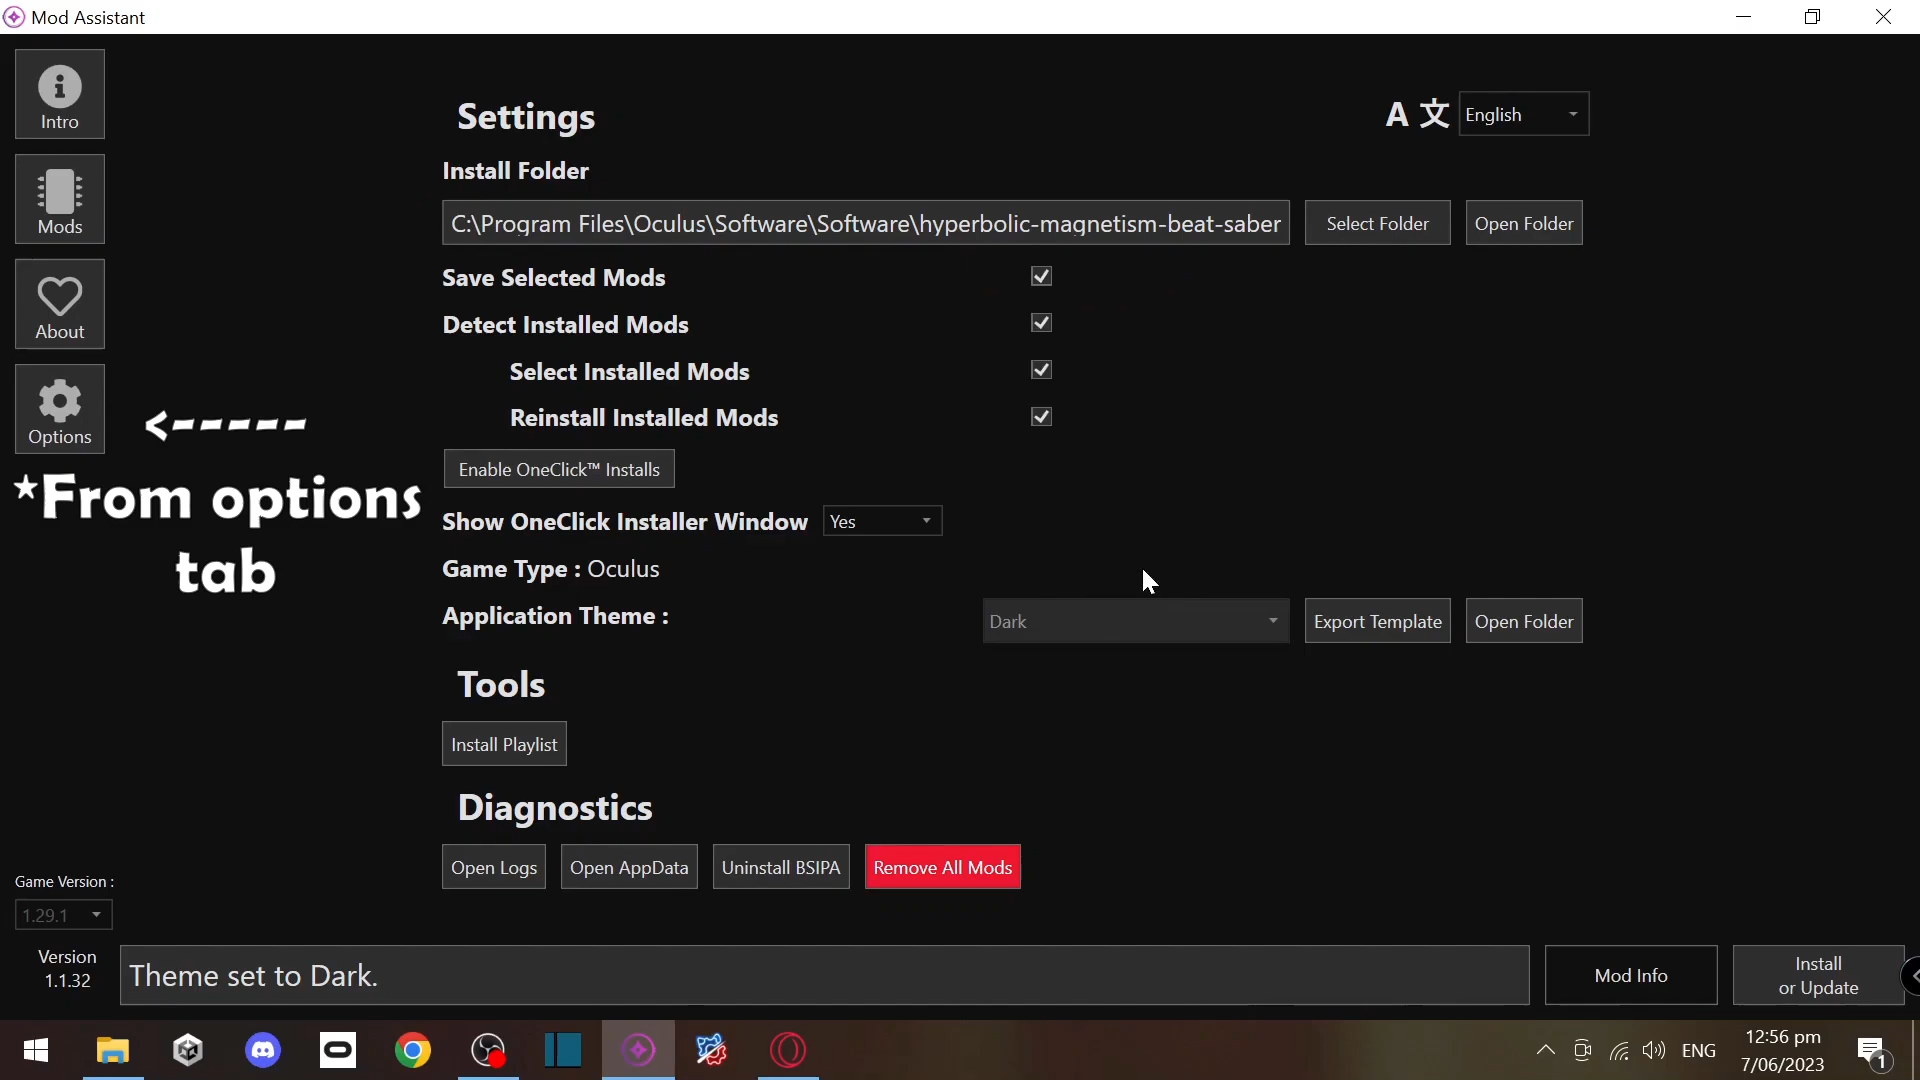 Mod Assistant
Intro
Mods
About
Options
<-----
*From options
tab
Settings
A 文 English
Install Folder
C:\Program Files\Oculus\Software\Software\hyperbolic-magnetism-beat-saber
Select Folder
Open Folder
Save Selected Mods
Detect Installed Mods
Select Installed Mods
Reinstall Installed Mods
Enable OneClick™ Installs
Show OneClick Installer Window Yes
Game Type : Oculus
Application Theme :
Dark
Export Template
Open Folder
Tools
Install Playlist
Diagnostics
Open Logs
Open AppData
Uninstall BSIPA
Remove All Mods
Game Version :
1.29.1
Version
1.1.32
Theme set to Dark.
Mod Info
Install
or Update
ENG
12:56 pm
7/06/2023
1